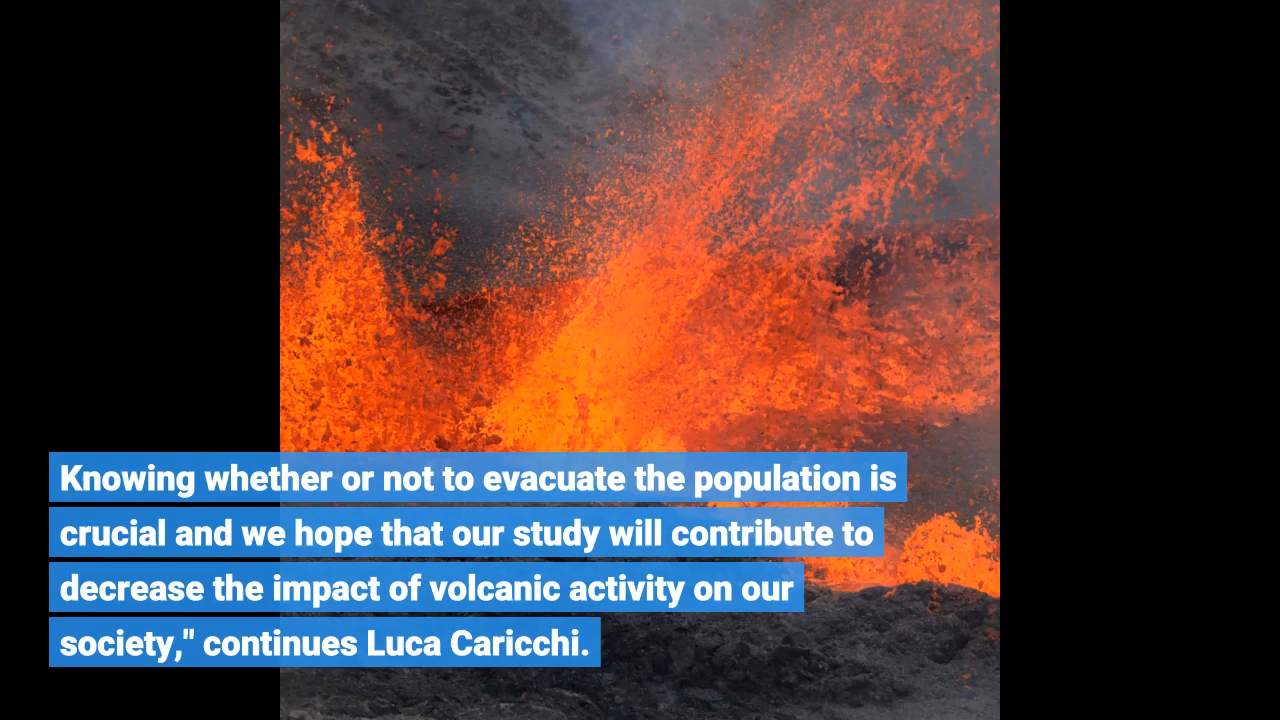 Knowing whether or not to evacuate the population is
crucial and we hope that our study will contribute to
decrease the impact of volcanic activity on our
society," continues Luca Caricchi.